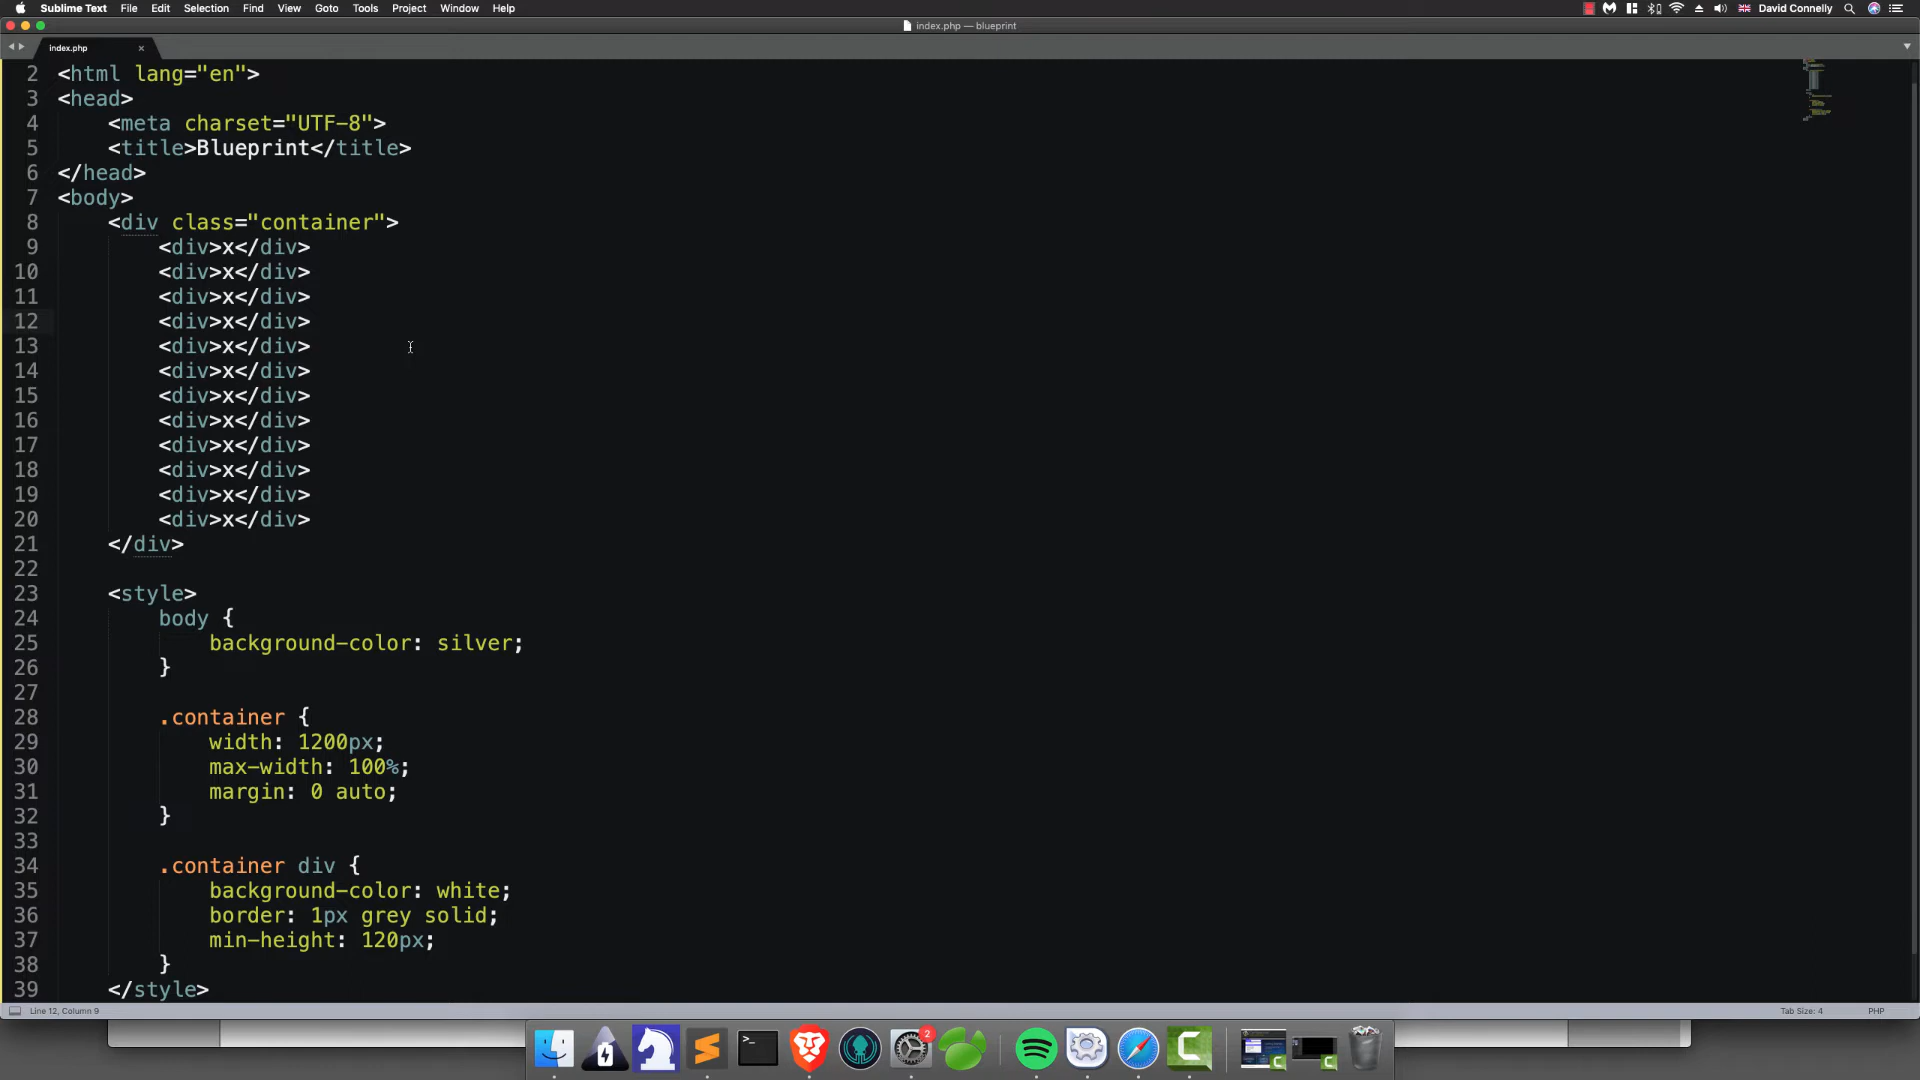 Sublime Text File Edit Selection Find View Goto Tools Project Window Help David Connelly
index.php — blueprint
index.php
2 <html lang="en">
3 <head>
4 <meta charset="UTF-8">
5 <title>Blueprint</title>
6 </head>
7 <body>
8 <div class="container">
9 <div>x</div>
10 <div>x</div>
11 <div>x</div>
12 <div>x</div>
13 <div>x</div>
14 <div>x</div>
15 <div>x</div>
16 <div>x</div>
17 <div>x</div>
18 <div>x</div>
19 <div>x</div>
20 <div>x</div>
21 </div>
22
23 <style>
24 body {
25 background-color: silver;
26 }
27
28 .container {
29 width: 1200px;
30 max-width: 100%;
31 margin: 0 auto;
32 }
33
34 .container div {
35 background-color: white;
36 border: 1px grey solid;
37 min-height: 120px;
38 }
39 </style>
Line 12, Column 9 Tab Size: 4 PHP
2